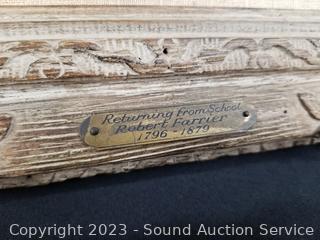 Returning from School
Robert Farrier
1796 - 1879
Copyright 2023 - Sound Auction Service